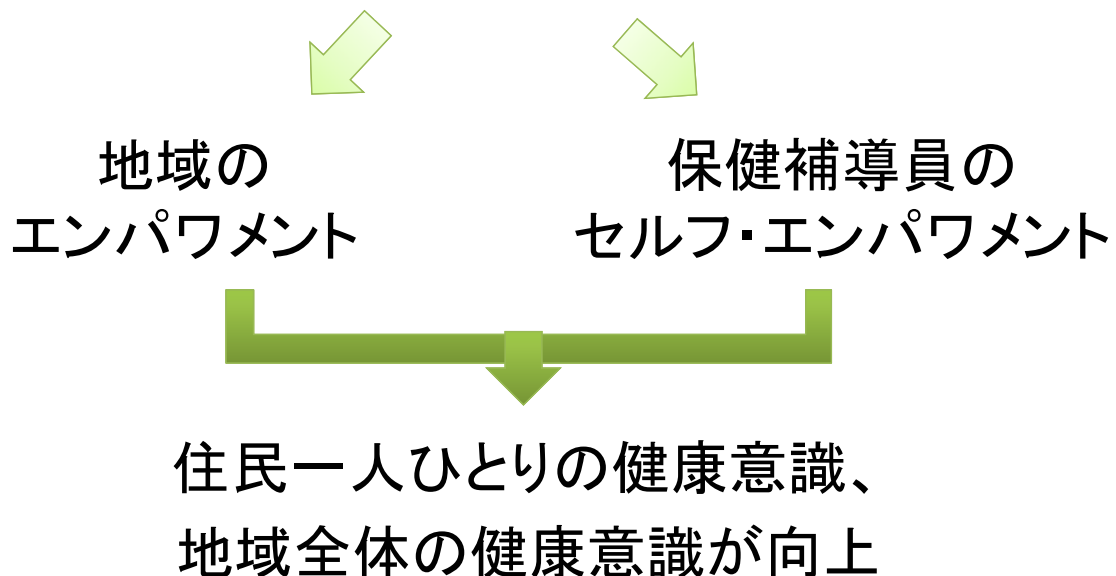 地域の
エンパワメント
保健補導員の
セルフ・エンパワメント
住民一人ひとりの健康意識、
地域全体の健康意識が向上